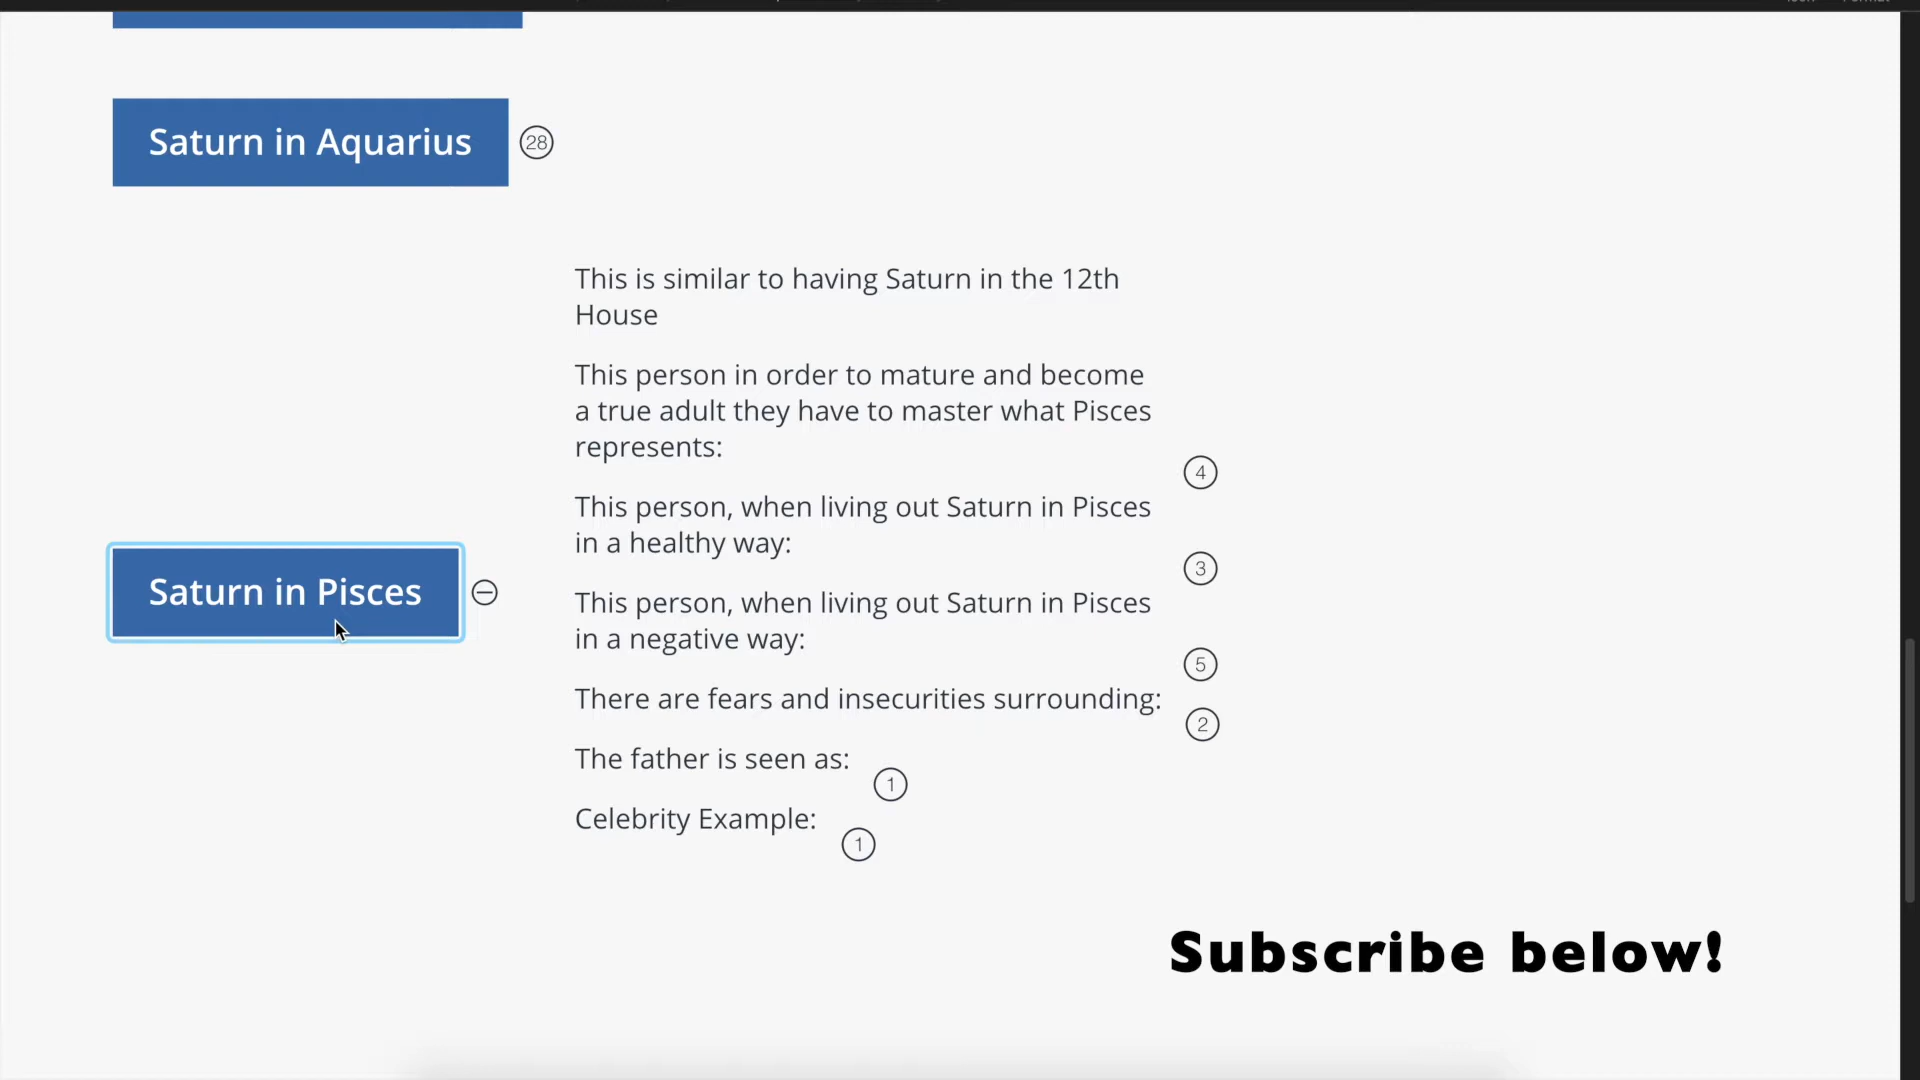 Saturn in Aquarius
28
This is similar to having Saturn in the 12th
House
This person in order to mature and become
a true adult they have to master what Pisces
represents:
4
This person, when living out Saturn in Pisces
in a healthy way:
3
Saturn in Pisces
This person, when living out Saturn in Pisces
in a negative way:
5
There are fears and insecurities surrounding:
2
The father is seen as:
1
Celebrity Example:
1
Subscribe below!